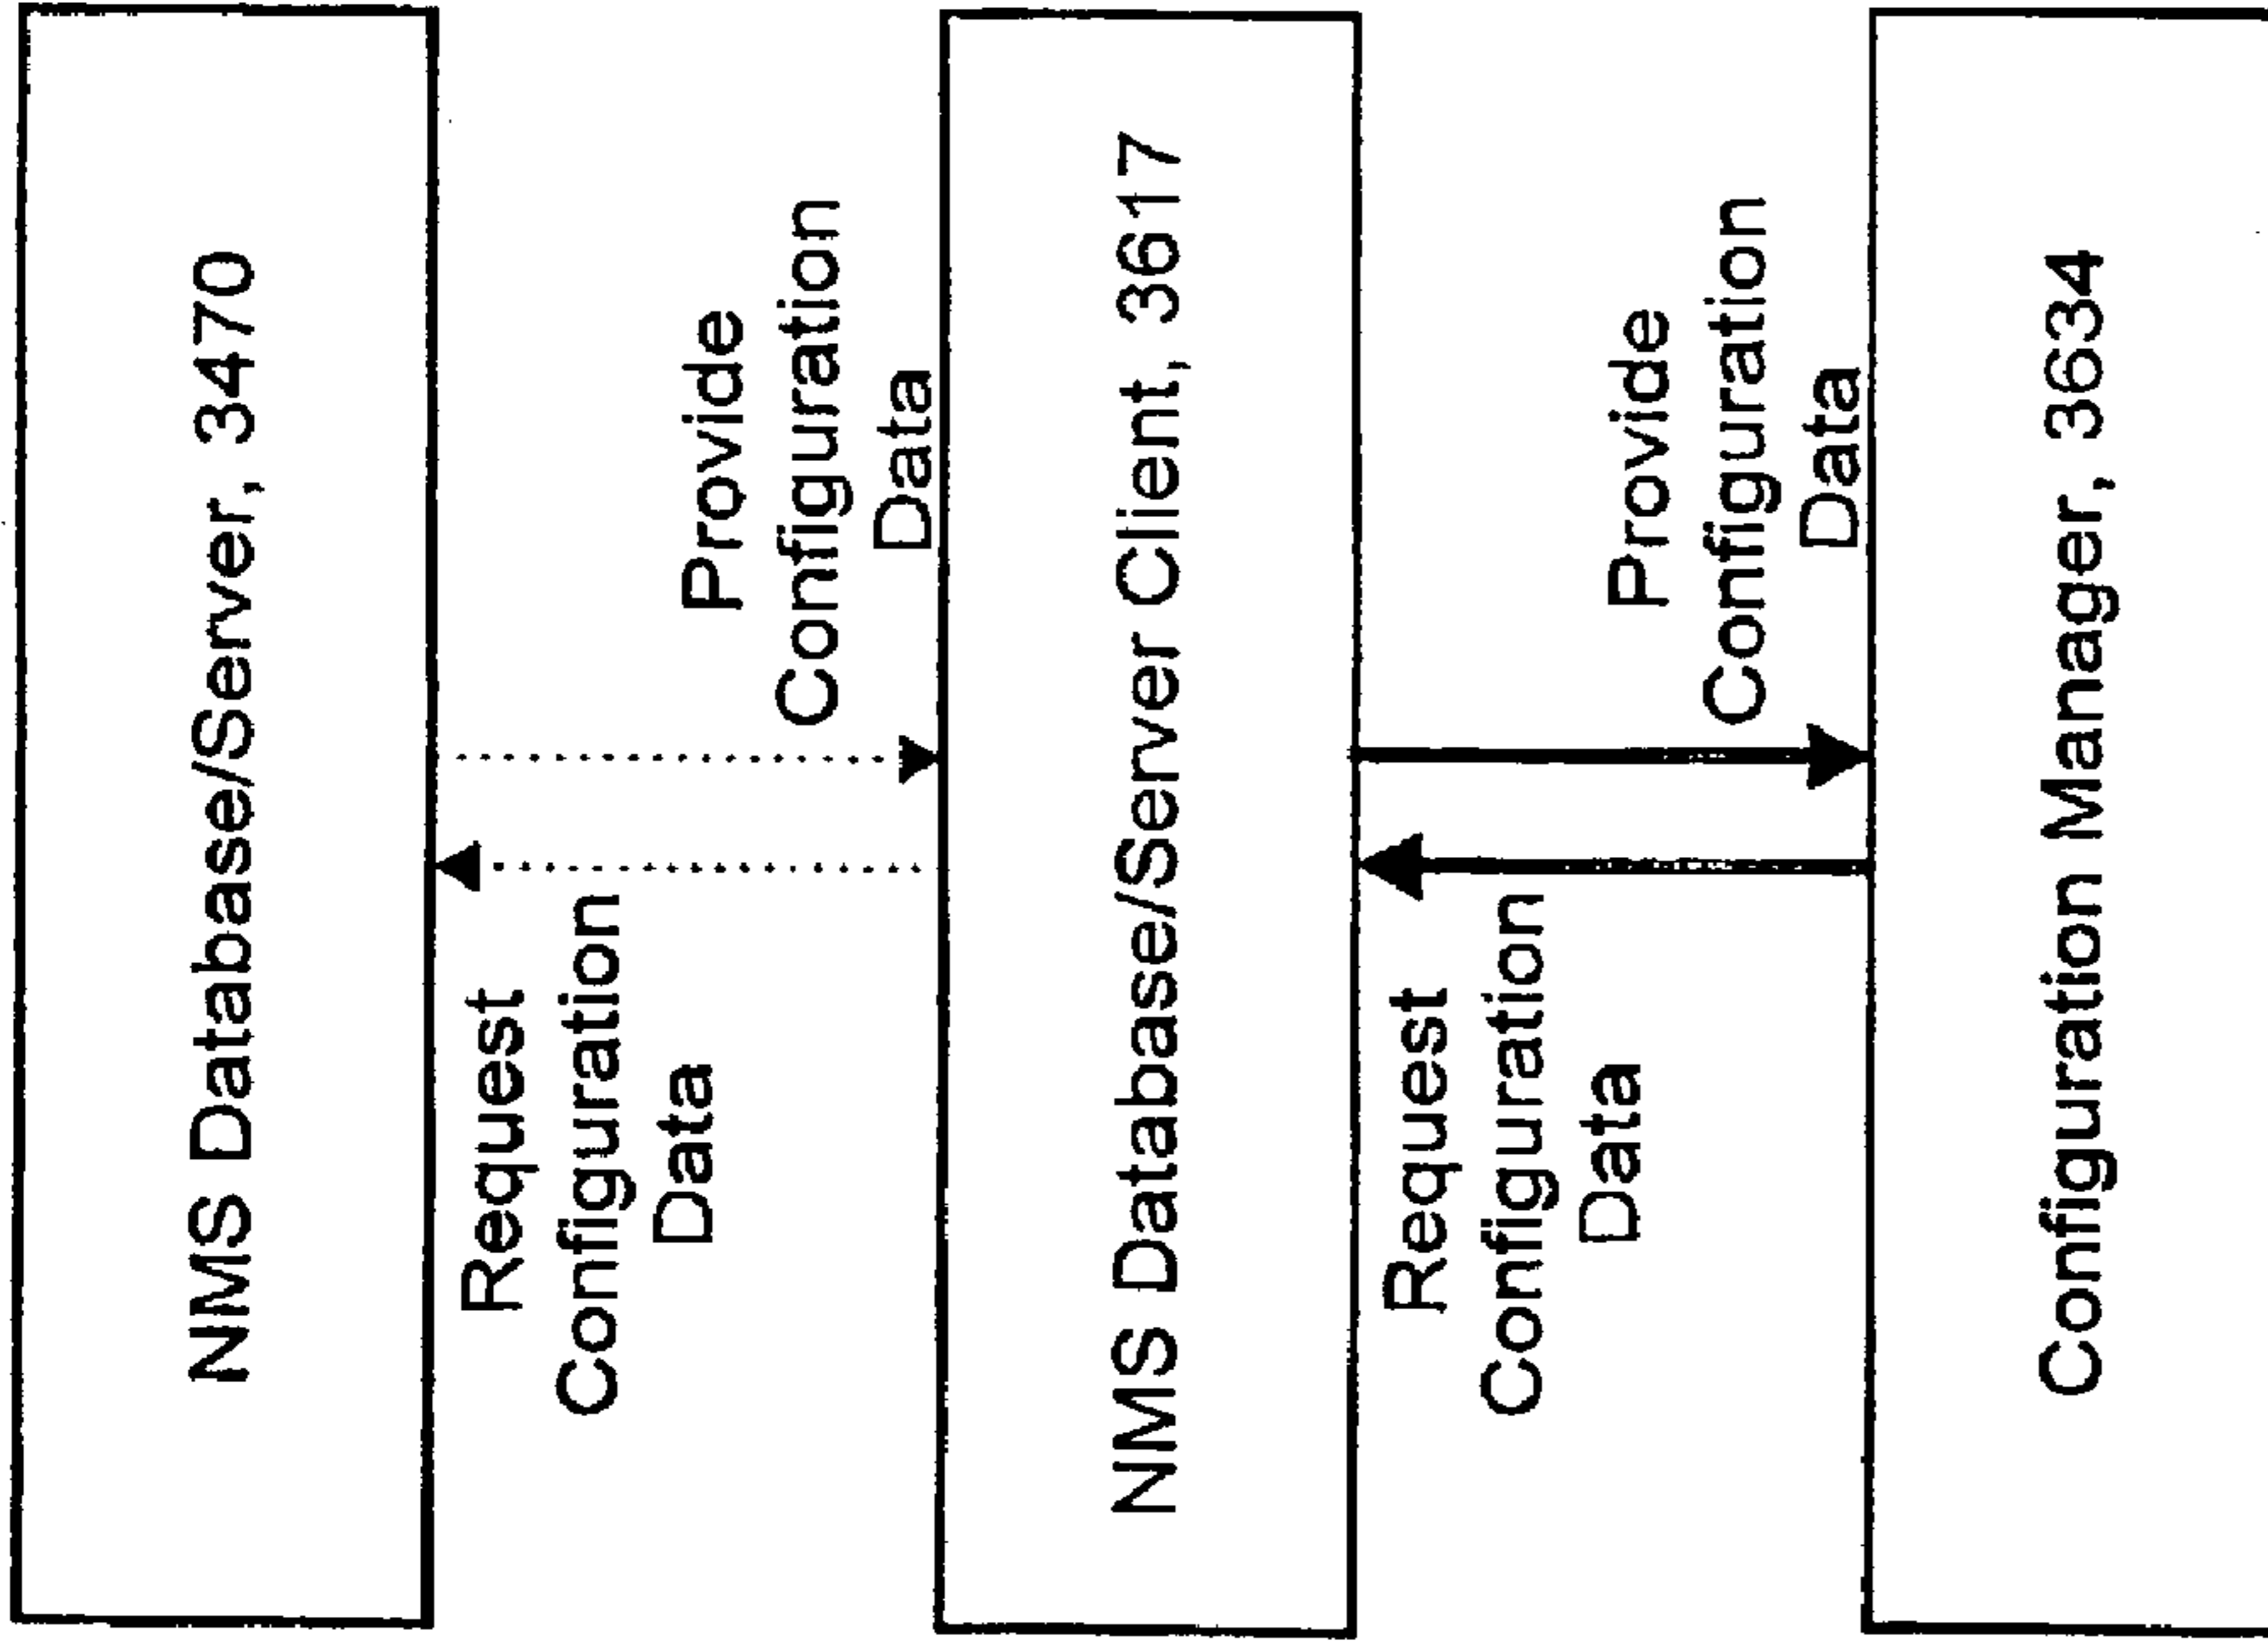 NMS Database/Server, 3470
Request
Configuration
Data
Provide
Configuration
Data
NMS Database/Server Client, 3617
Request
Configuration
Data
Provide
Configuration
Data
Configuration Manager, 3634